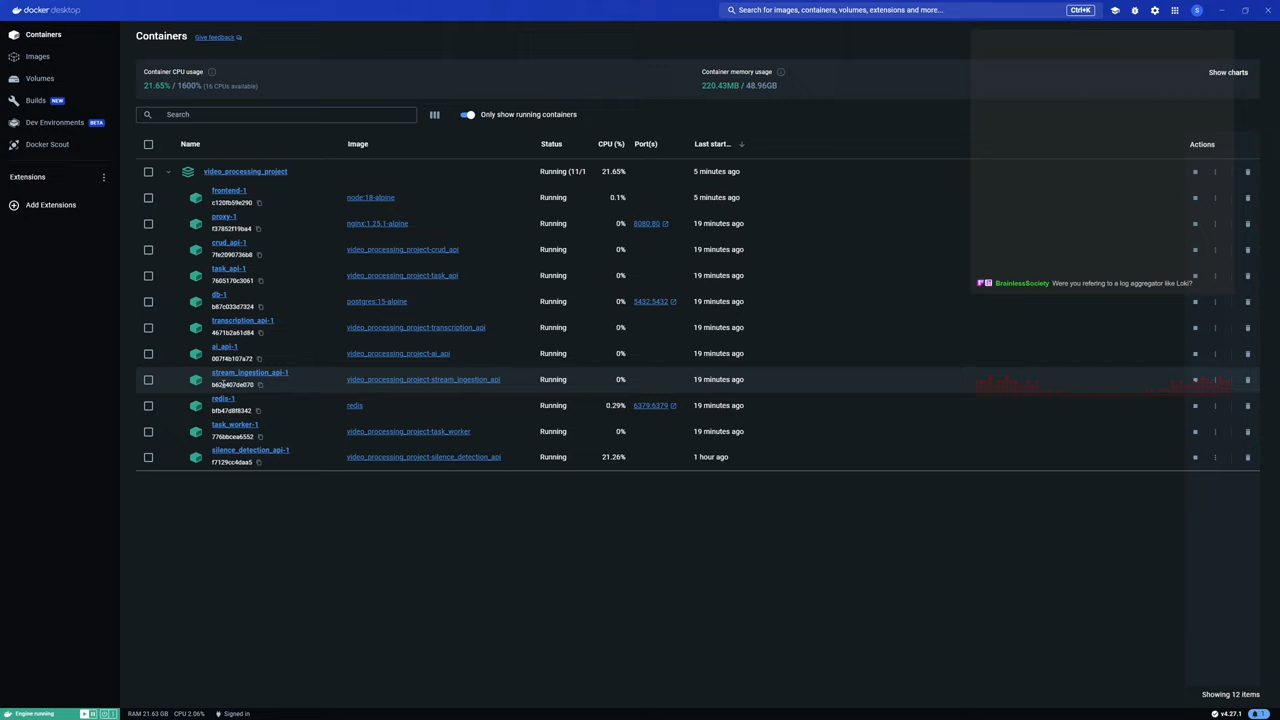 docker desktop
Search for images, containers, volumes, extensions and more...
Ctrl+K
S
Containers
Images
Volumes
Builds NEW
Dev Environments BETA
Docker Scout
Extensions
Add Extensions
Containers Give feedback
Container CPU usage
21.65% / 1600% (16 CPUs available)
Container memory usage
220.43MB / 48.96GB
Show charts
Search
Only show running containers
Name Image Status CPU (%) Port(s) Last start... Actions
video_processing_project Running (11/1 21.65% 5 minutes ago
frontend-1
c120fb59e290 node:18-alpine Running 0.1% 5 minutes ago
proxy-1
f37852f19ba4 nginx:1.25.1-alpine Running 0% 8080:80 19 minutes ago
crud_api-1
7fe2090736b8 video_processing_project-crud_api Running 0% 19 minutes ago
task_api-1
7605170c3061 video_processing_project-task_api Running 0% 19 minutes ago
db-1
b87c033d7324 postgres:15-alpine Running 0% 5432:5432 19 minutes ago
BrainlessSociety Were you refering to a log aggregator like Loki?
transcription_api-1
4671b2a61d84 video_processing_project-transcription_api Running 0% 19 minutes ago
ai_api-1
007f4b107a72 video_processing_project-ai_api Running 0% 19 minutes ago
stream_ingestion_api-1
video_processing_project-stream_ingestion_api Running 0% 19 minutes ago
redis-1
bfb47d8f8342 redis Running 0.29% 6379:6379 19 minutes ago
task_worker-1
776bbcea6552 video_processing_project-task_worker Running 0% 19 minutes ago
silence_detection_api-1
f7129cc4daa5 video_processing_project-silence_detection_api Running 21.26% 1 hour ago
Showing 12 items
Engine running
RAM 21.63 GB CPU 2.06% Signed in
v4.27.1
1